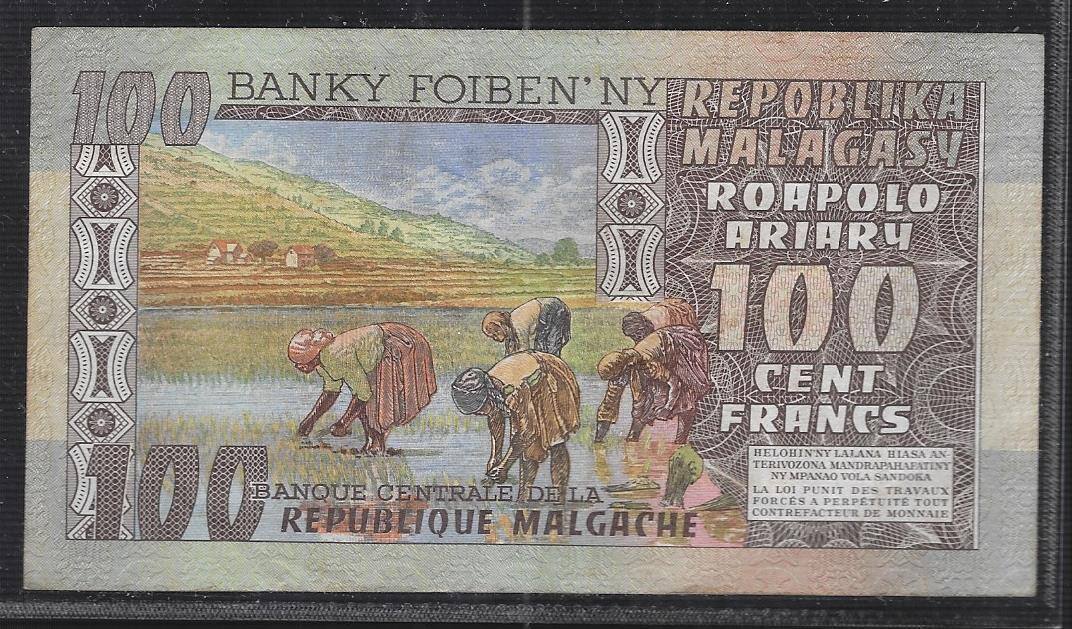 100
BANKY FOIBEN'NY
REPOBLIKA
MALAGASY
ROAPOLO
ARIARY
100
CENT
FRANCS
HELOHIN'NY LALANA HIASA AN-
TERIVOZONA MANDRAPAHAFATINY
NY MPANAO VOLA SANDOKA
LA LOI PUNIT DES TRAVAUX
FORCÉS A PERPÉTUITÉ TOUT
CONTREFACTEUR DE MONNAIE
100
BANQUE CENTRALE DE LA
REPUBLIQUE MALGACHE